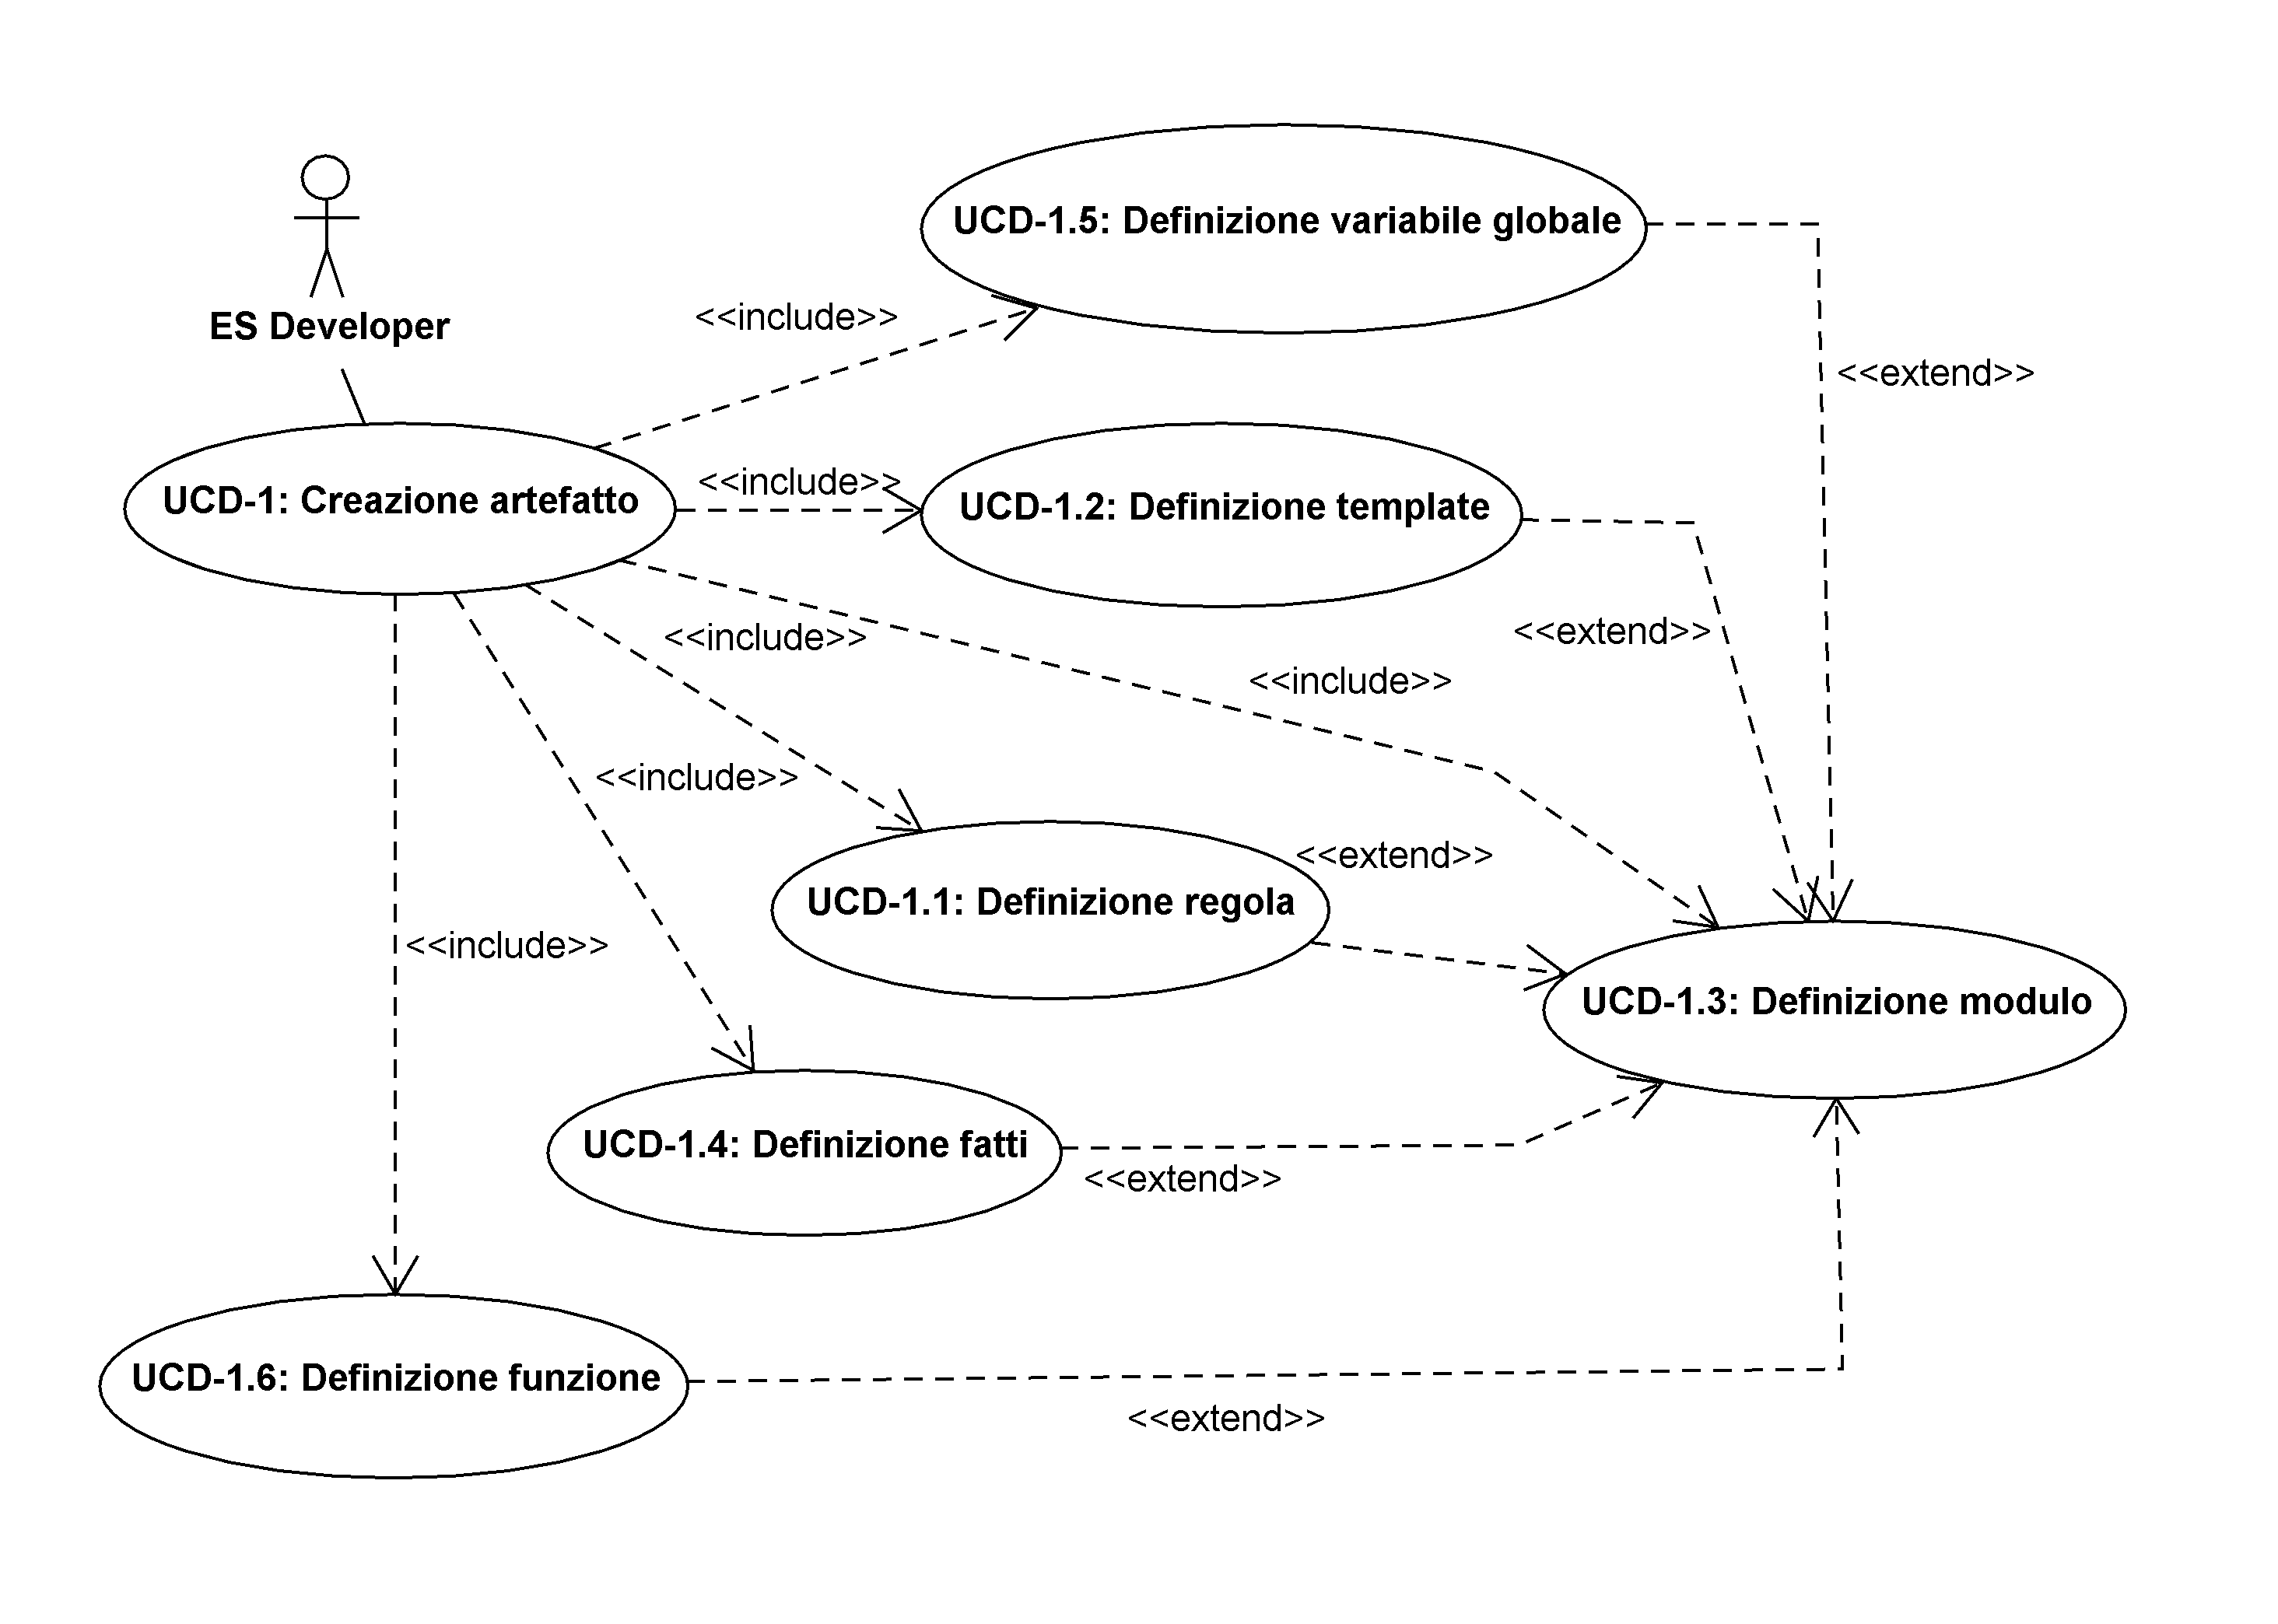 UCD-1.5: Definizione variabile globale
<<include>>
ES Developer
<<extend>>
<<include>>
UCD-1: Creazione artefatto
UCD-1.2: Definizione template
<<include>>
<<extend>>
<<include>>
<<include>>
<<extend>>
UCD-1.1: Definizione regola
<<include>>
UCD-1.3: Definizione modulo
UCD-1.4: Definizione fatti
<<extend>>
UCD-1.6: Definizione funzione
<<extend>>